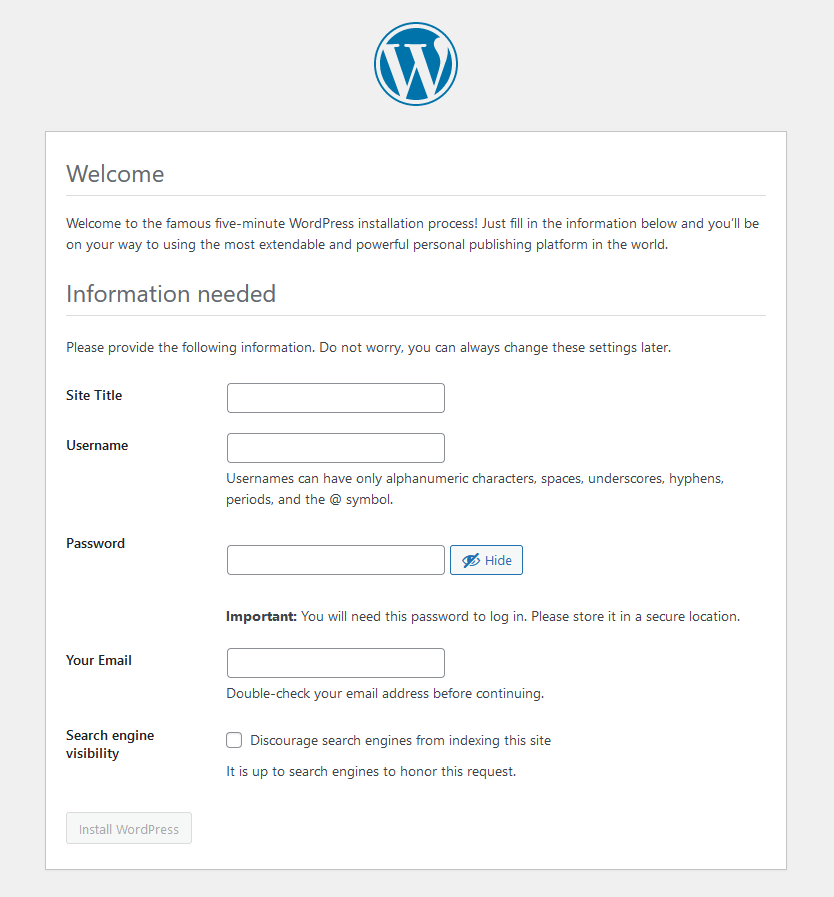 W
Welcome
Welcome to the famous five-minute WordPress installation process! Just fill in the information below and you’ll be
on your way to using the most extendable and powerful personal publishing platform in the world.
Information needed
Please provide the following information. Do not worry, you can always change these settings later.
Site Title
Username
Usernames can have only alphanumeric characters, spaces, underscores, hyphens,
periods, and the @ symbol.
Password
Hide
Important: You will need this password to log in. Please store it in a secure location.
Your Email
Double-check your email address before continuing.
Search engine
visibility
Discourage search engines from indexing this site
It is up to search engines to honor this request.
Install WordPress